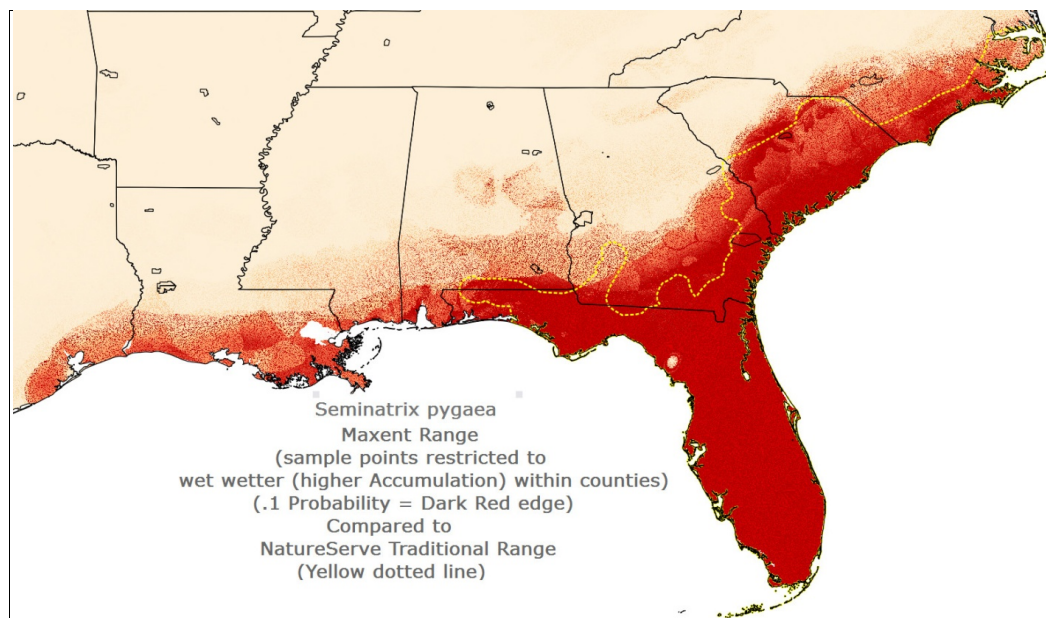 Seminatrix pygaea
Maxent Range
(sample points restricted to
wet wetter (higher Accumulation) within counties)
(.1 Probability = Dark Red edge)
Compared to
NatureServe Traditional Range
(Yellow dotted line)